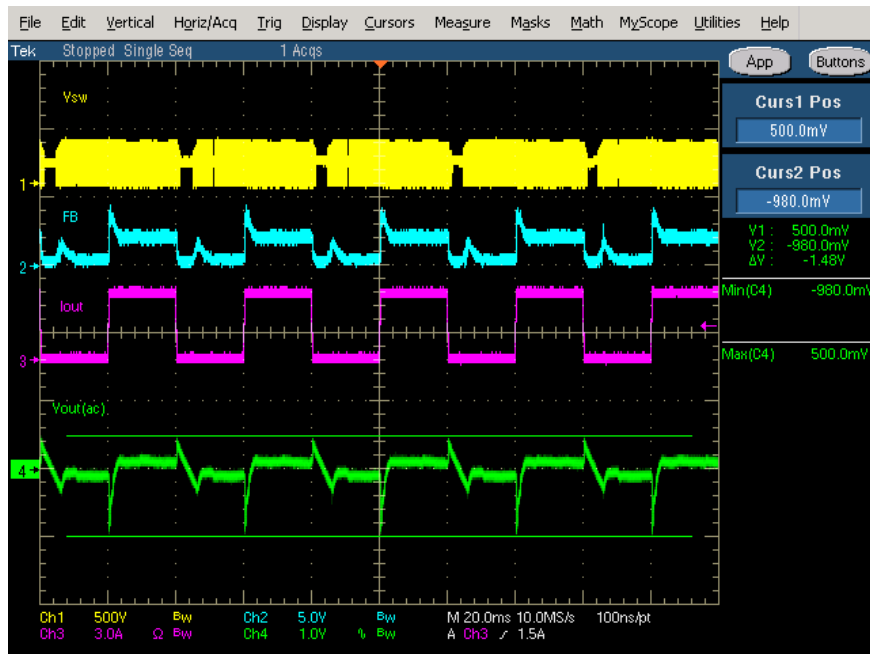 File Edit Vertical Horiz/Acq Trig Display Cursors Measure Masks Math MyScope Utilities Help
Tek Stopped Single Seq 1 Acqs
App Buttons
Vsw
Curs1 Pos
500.0mV
1
Curs2 Pos
-980.0mV
FB
V1 : 500.0mV
V2 : -980.0mV
ΔV : -1.48V
2
Min(C4) -980.0mV
Iout
3
Max(C4) 500.0mV
Vout(ac)
4
Ch1 500V Bw Ch2 5.0V Bw M 20.0ms 10.0MS/s 100ns/pt
Ch3 3.0A Ω Bw Ch4 1.0V ∿ Bw A Ch3 ⁄ 1.5A